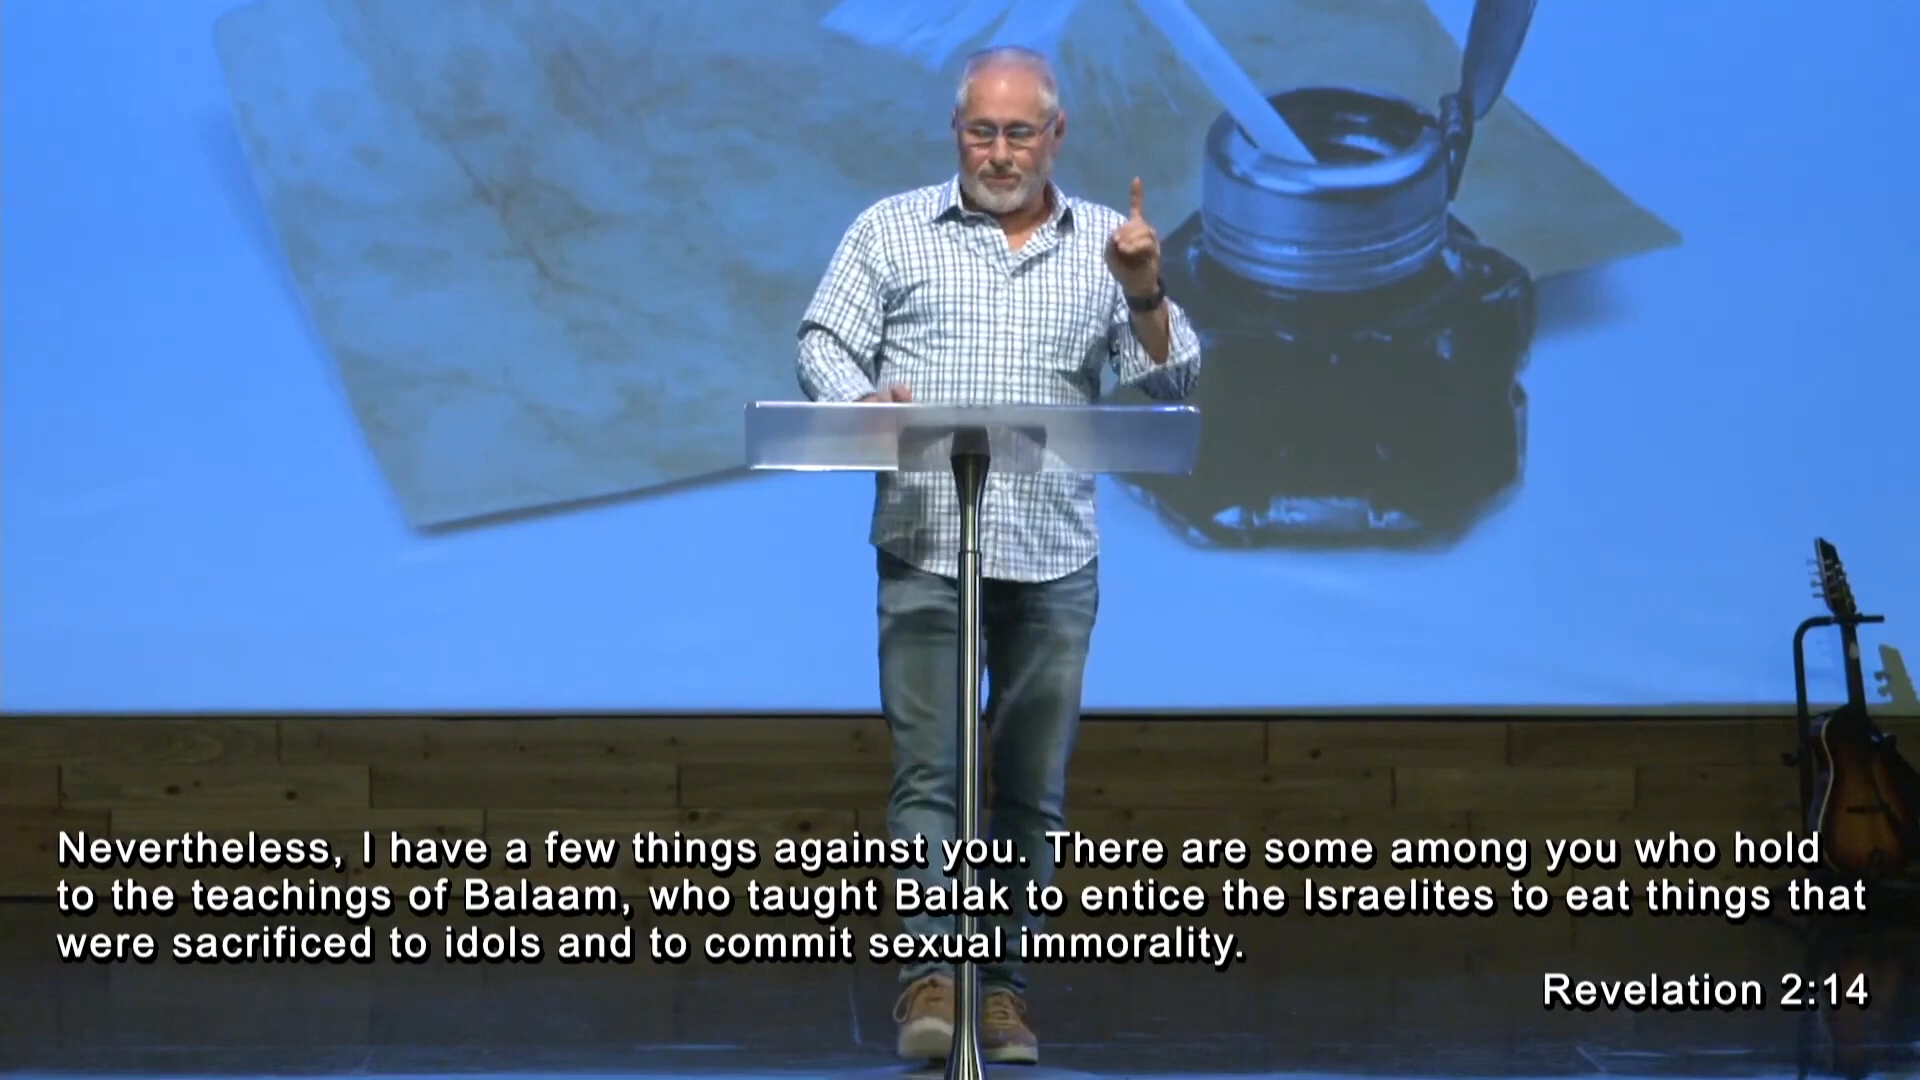 Nevertheless, I have a few things against you. There are some among you who hold
to the teachings of Balaam, who taught Balak to entice the Israelites to eat things that
were sacrificed to idols and to commit sexual immorality.
Revelation 2:14